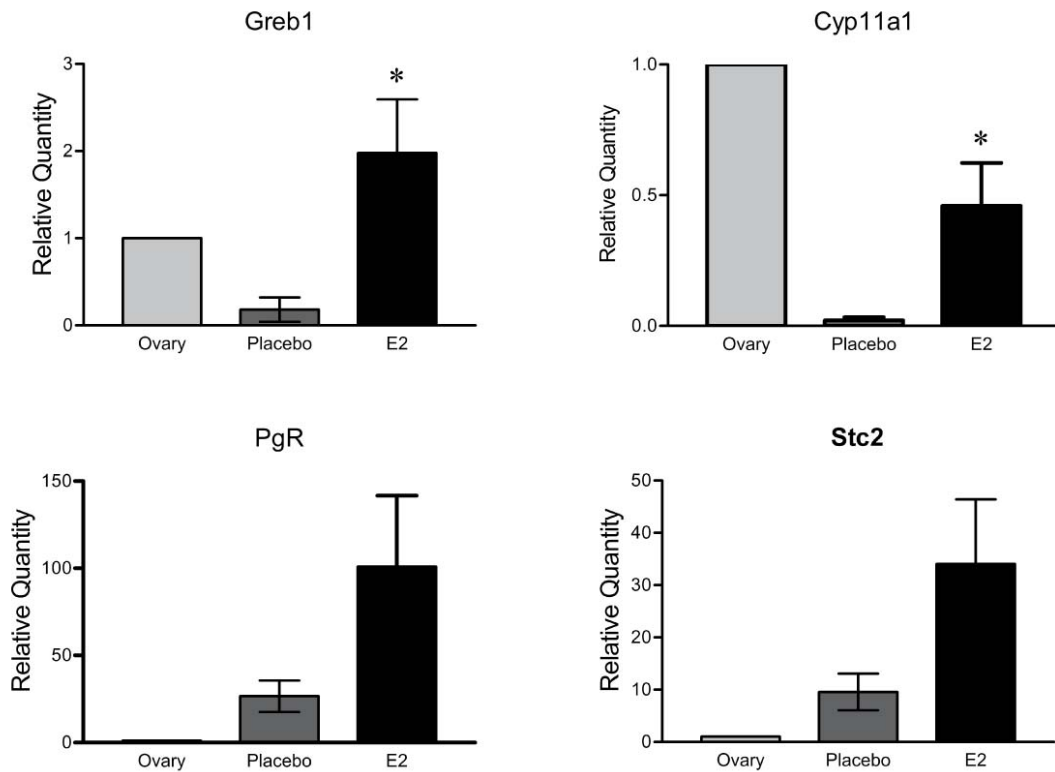 Greb1
Relative Quantity
3
2
1
0
*
Ovary Placebo E2
Cyp11a1
Relative Quantity
1.0
0.5
0.0
*
Ovary Placebo E2
PgR
Relative Quantity
150
100
50
0
Ovary Placebo E2
Stc2
Relative Quantity
50
40
30
20
10
0
Ovary Placebo E2